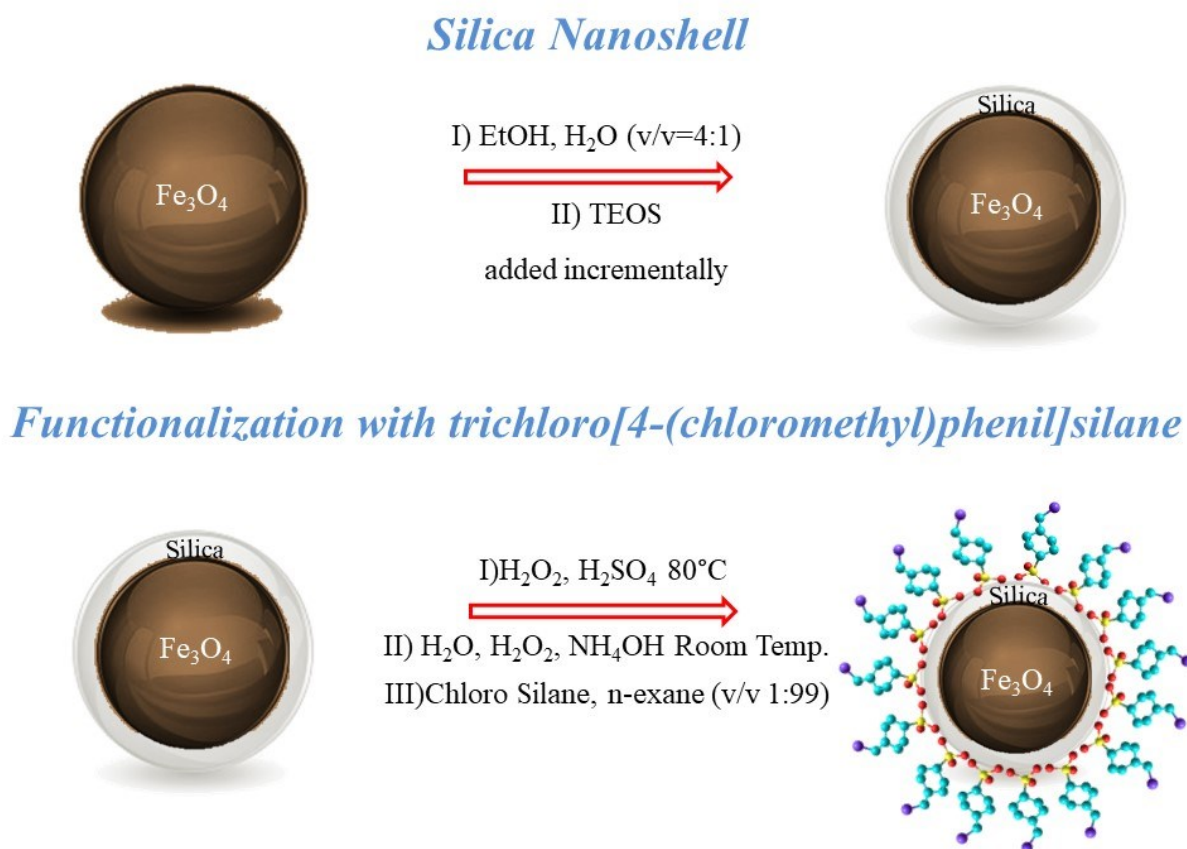 Silica Nanoshell
Fe₃O₄
I) EtOH, H₂O (v/v=4:1)
II) TEOS
added incrementally
Silica
Fe₃O₄
Functionalization with trichloro[4-(chloromethyl)phenil]silane
Silica
Fe₃O₄
I)H₂O₂, H₂SO₄ 80°C
II) H₂O, H₂O₂, NH₄OH Room Temp.
III)Chloro Silane, n-exane (v/v 1:99)
Silica
Fe₃O₄